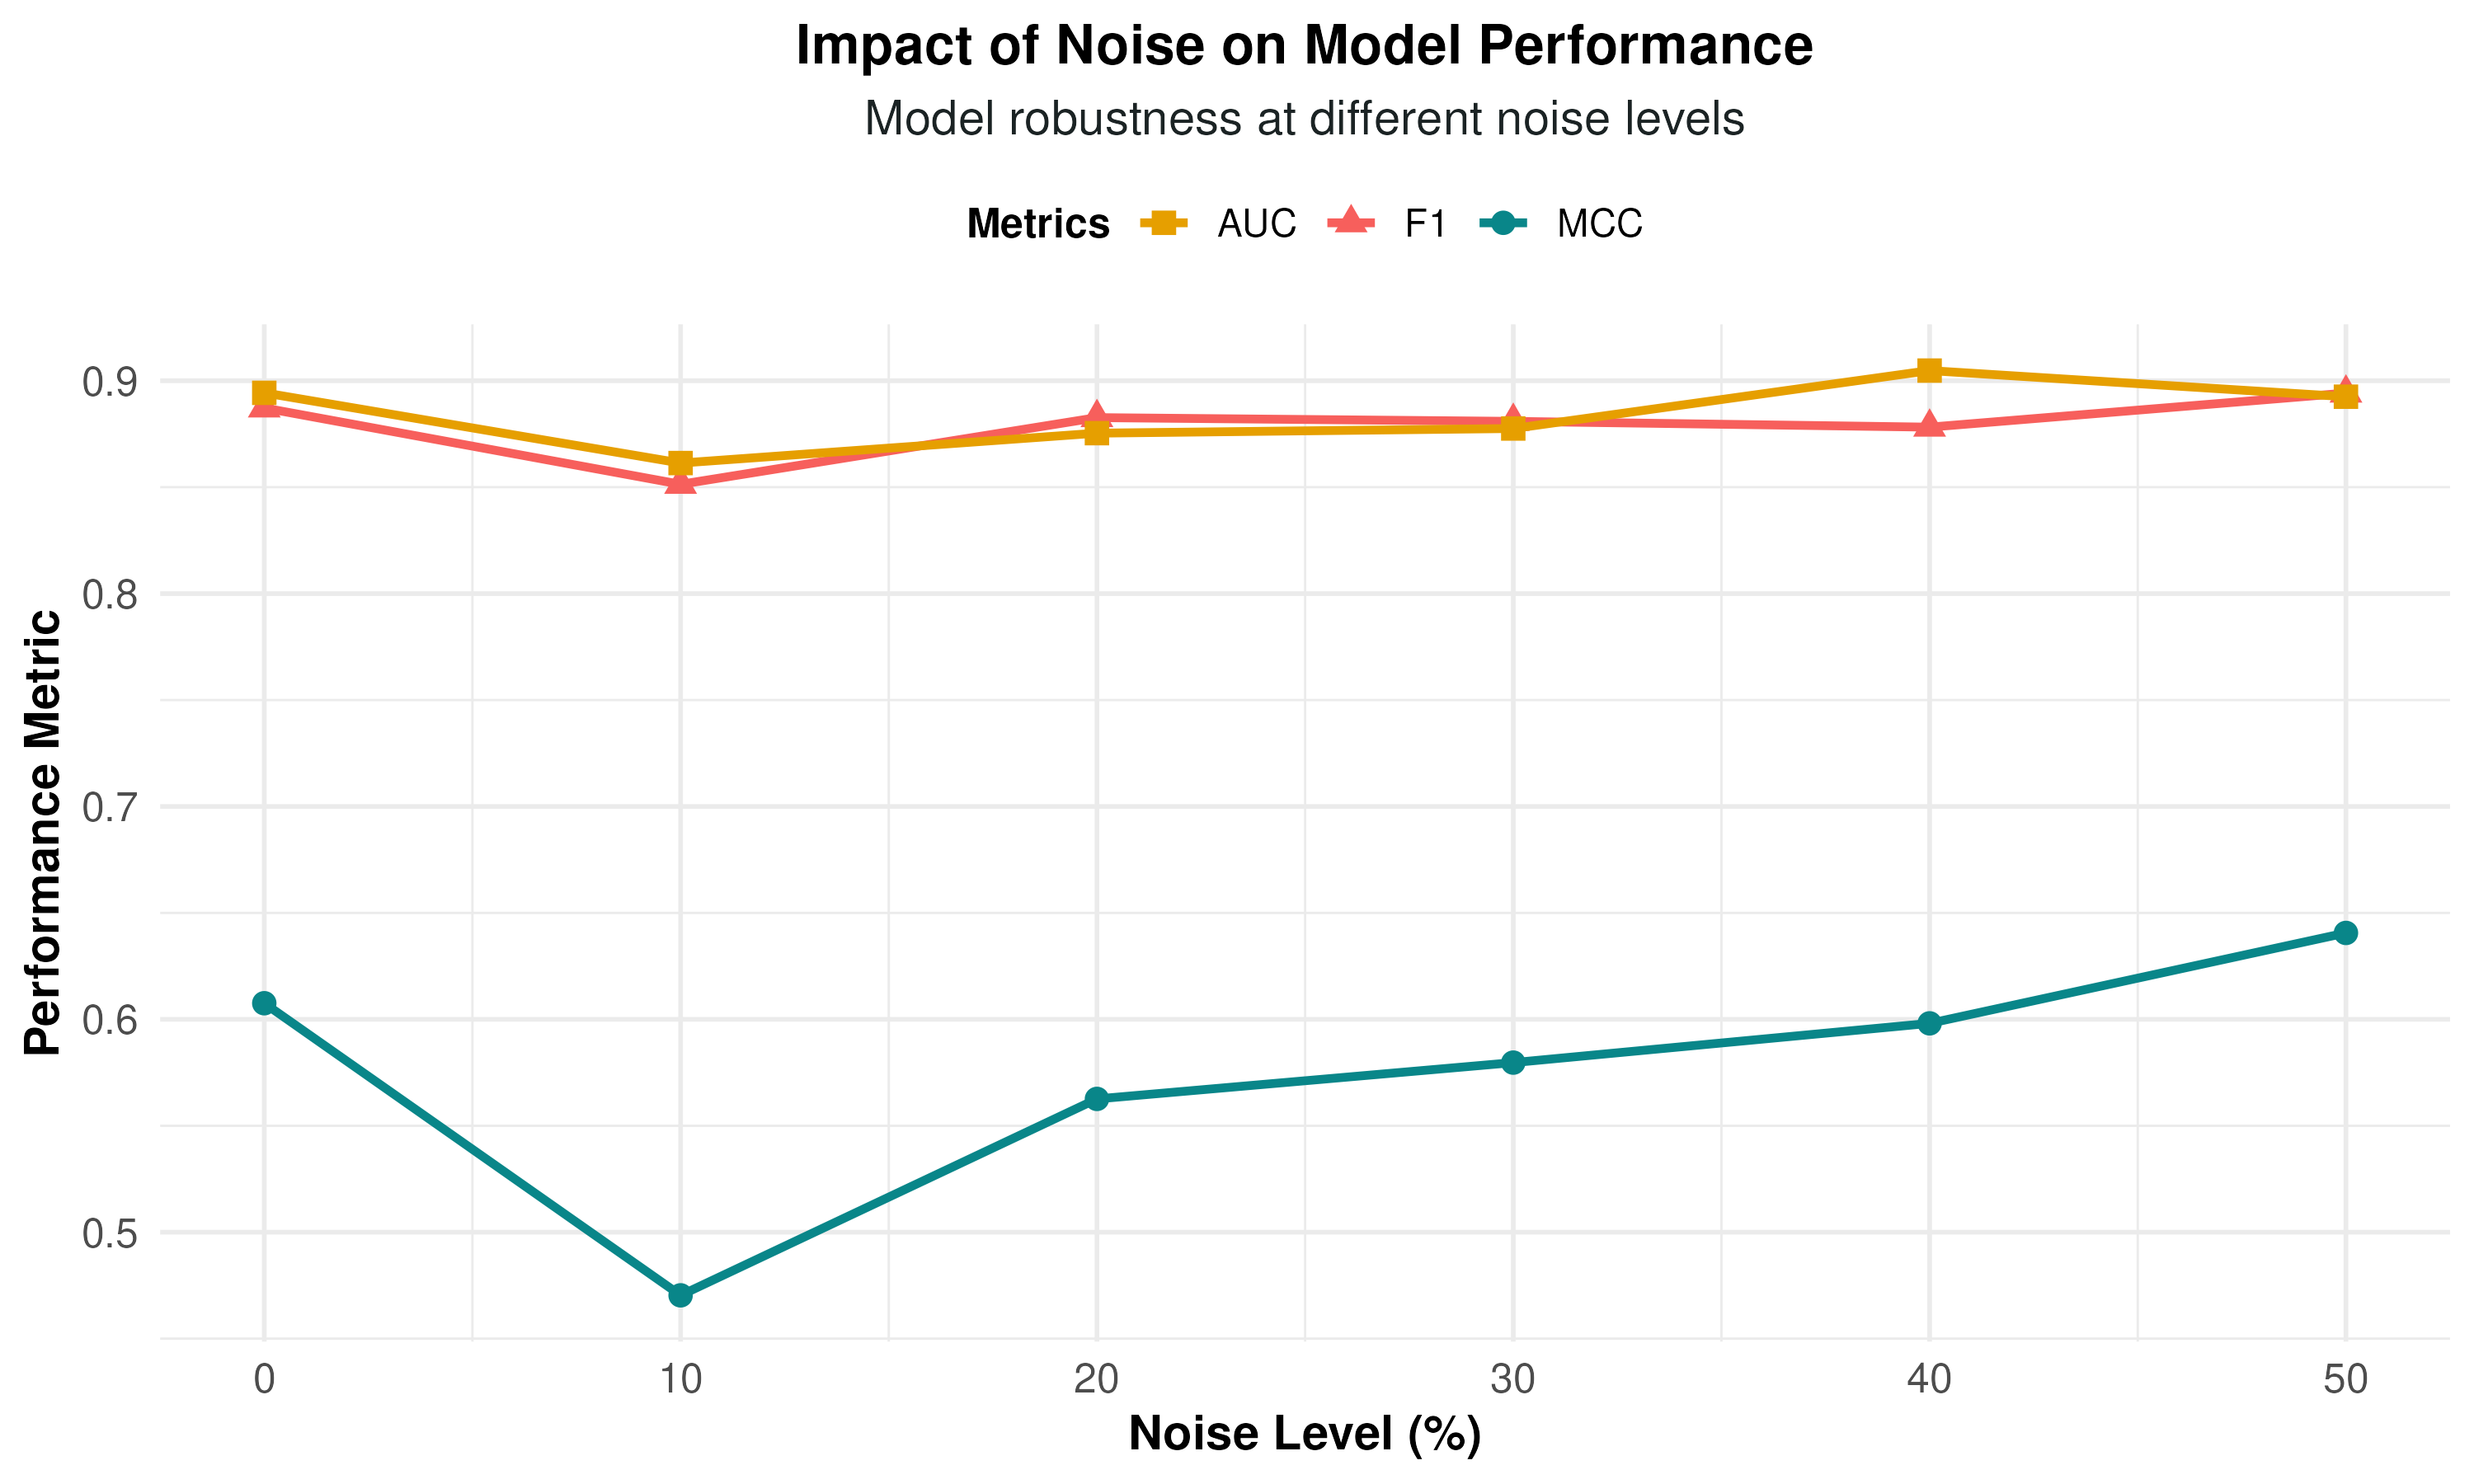 Impact of Noise on Model Performance
Model robustness at different noise levels
Metrics AUC F1 MCC
Performance Metric
0.9
0.8
0.7
0.6
0.5
0 10 20 30 40 50
Noise Level (%)